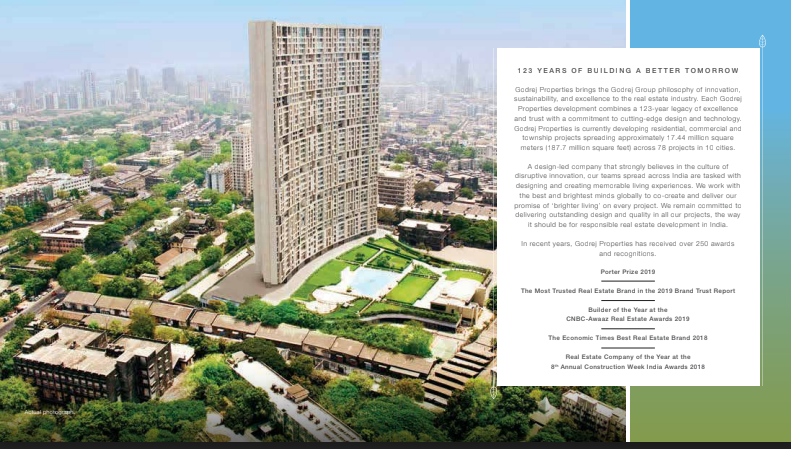 123 YEARS OF BUILDING A BETTER TOMORROW
Godrej Properties brings the Godrej Group philosophy of innovation,
sustainability, and excellence to the real estate industry. Each Godrej
Properties development combines a 123-year legacy of excellence
and trust with a commitment to cutting-edge design and technology.
Godrej Properties is currently developing residential, commercial and
township projects spreading approximately 17.44 million square
meters (187.7 million square feet) across 78 projects in 10 cities.
A design-led company that strongly believes in the culture of
disruptive innovation, our teams spread across India are tasked with
designing and creating memorable living experiences. We work with
the best and brightest minds globally to co-create and deliver our
promise of 'brighter living' on every project. We remain committed to
delivering outstanding design and quality in all our projects, the way
it should be for responsible real estate development in India.
In recent years, Godrej Properties has received over 250 awards
and recognitions.
Porter Prize 2019
The Most Trusted Real Estate Brand in the 2019 Brand Trust Report
Builder of the Year at the
CNBC-Awaaz Real Estate Awards 2019
The Economic Times Best Real Estate Brand 2018
Real Estate Company of the Year at the
8th Annual Construction Week India Awards 2018
Actual photograph